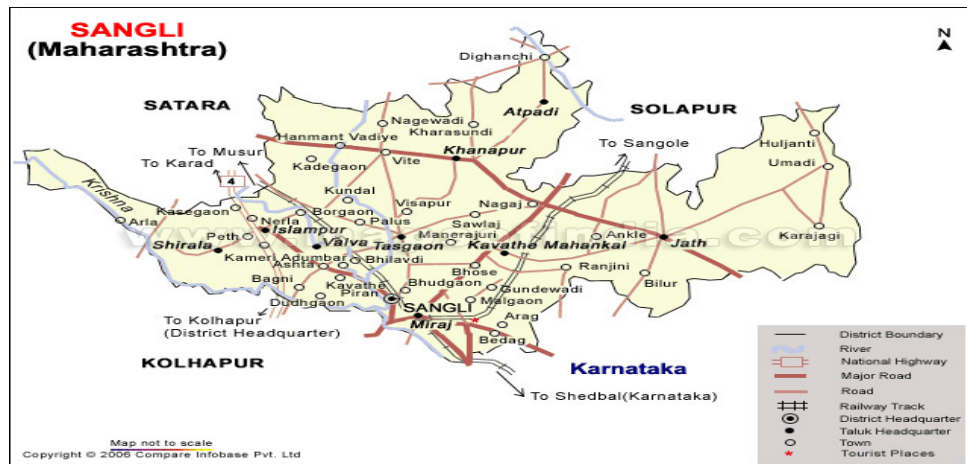 SANGLI
(Maharashtra)
N
Dighanchi
SATARA
SOLAPUR
Atpadi
Nagewadi
Kharasundi
Hanmant Vadiye
Huljanti
To Musur
To Karad
4
Kadegaon
Vite
Khanapur
To Sangole
Umadi
Krishna
Kundal
Kasegaon
Borgaon
Visapur
Nagaj
Arla
Nerla
Palus
Sawlaj
Islampur
Peth
Manerajuri
Ankle
Karajagi
Shirala
Valva
Tasgaon
Kavathe Mahankal
Jath
Kameri
Adumbar
Ashta
Bhilavdi
Bhose
Ranjini
Bagni
Kavathe
Piran
Bhudgaon
Gundewadi
Bilur
Dudhgaon
SANGLI
Malgaon
To Kolhapur
(District Headquarter)
Miraj
Arag
Bedag
KOLHAPUR
Karnataka
To Shedbal(Karnataka)
District Boundary
River
National Highway
Major Road
Road
Railway Track
District Headquarter
Taluk Headquarter
Town
Tourist Places
Map not to scale
Copyright © 2006 Compare Infobase Pvt. Ltd